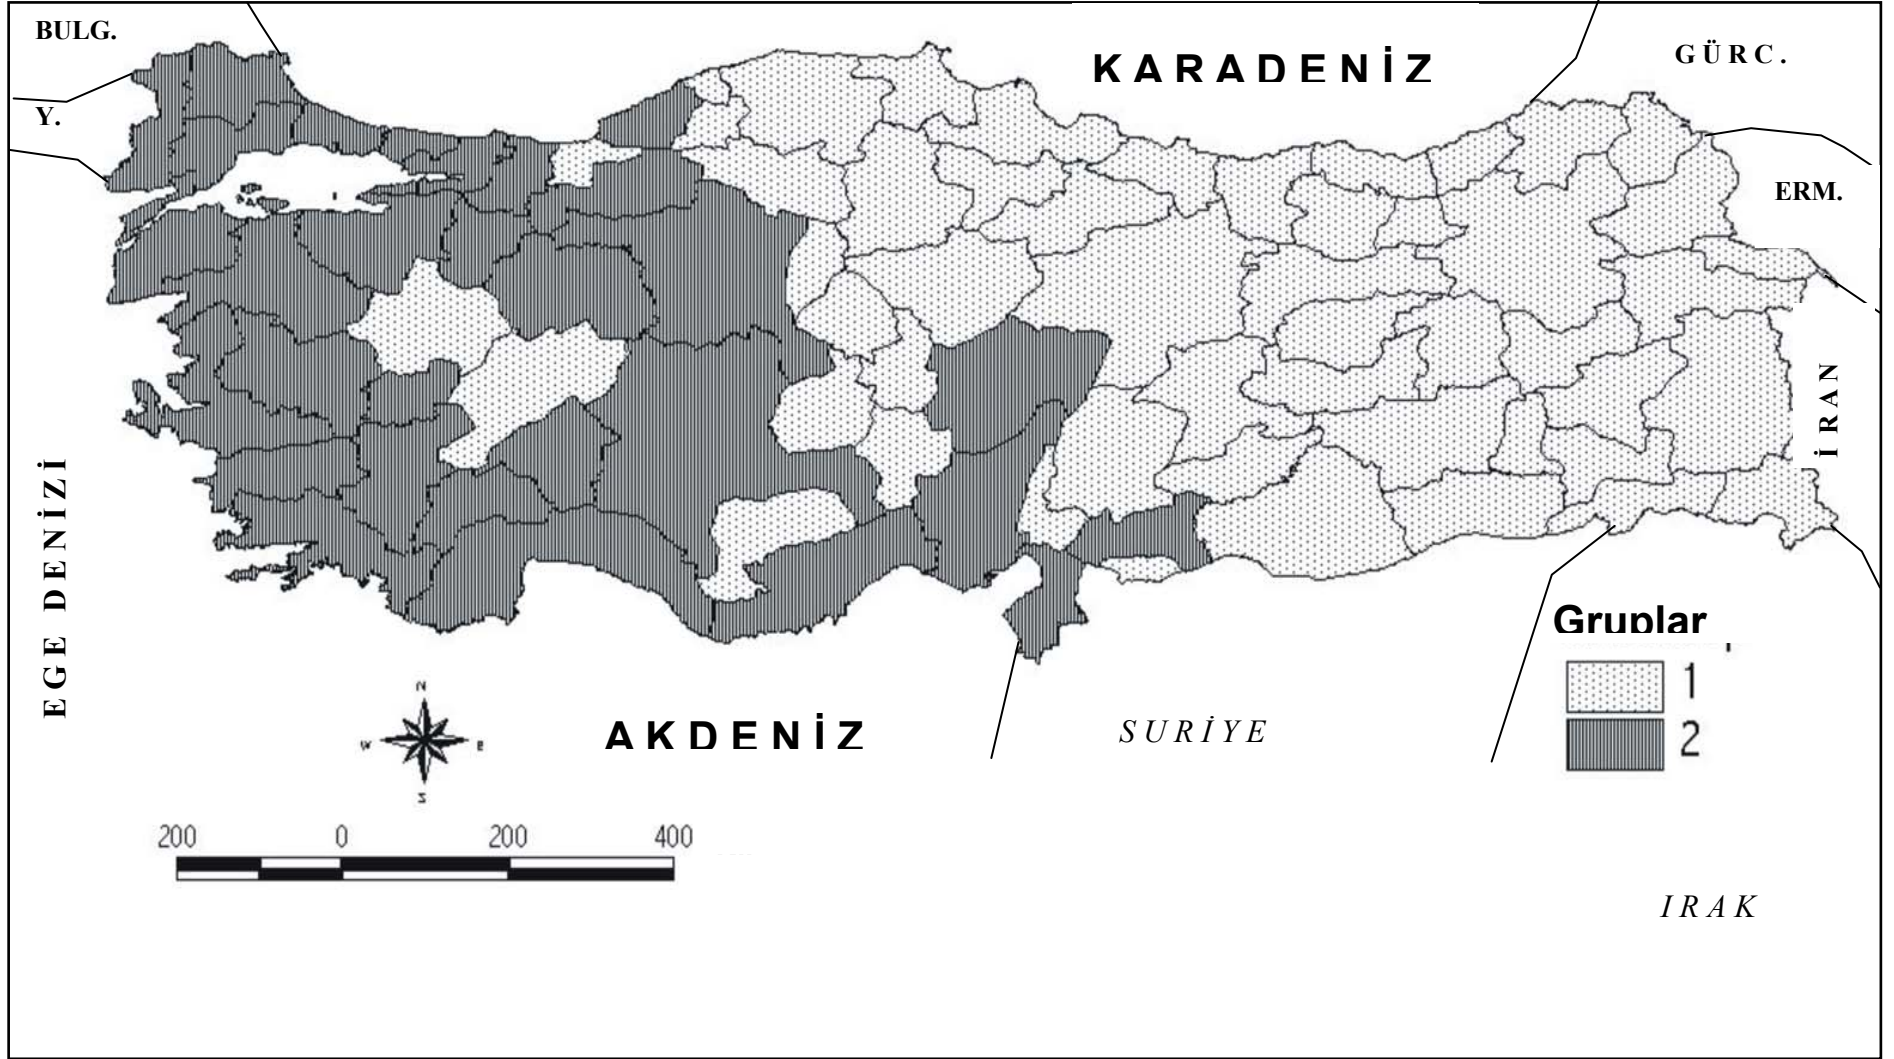 BULG.
KARADENİZ
GÜRC.
Y.
ERM.
İRAN
EGE DENİZİ
Gruplar
1
2
N
W E
S
AKDENİZ
SURİYE
200 0 200 400
IRAK